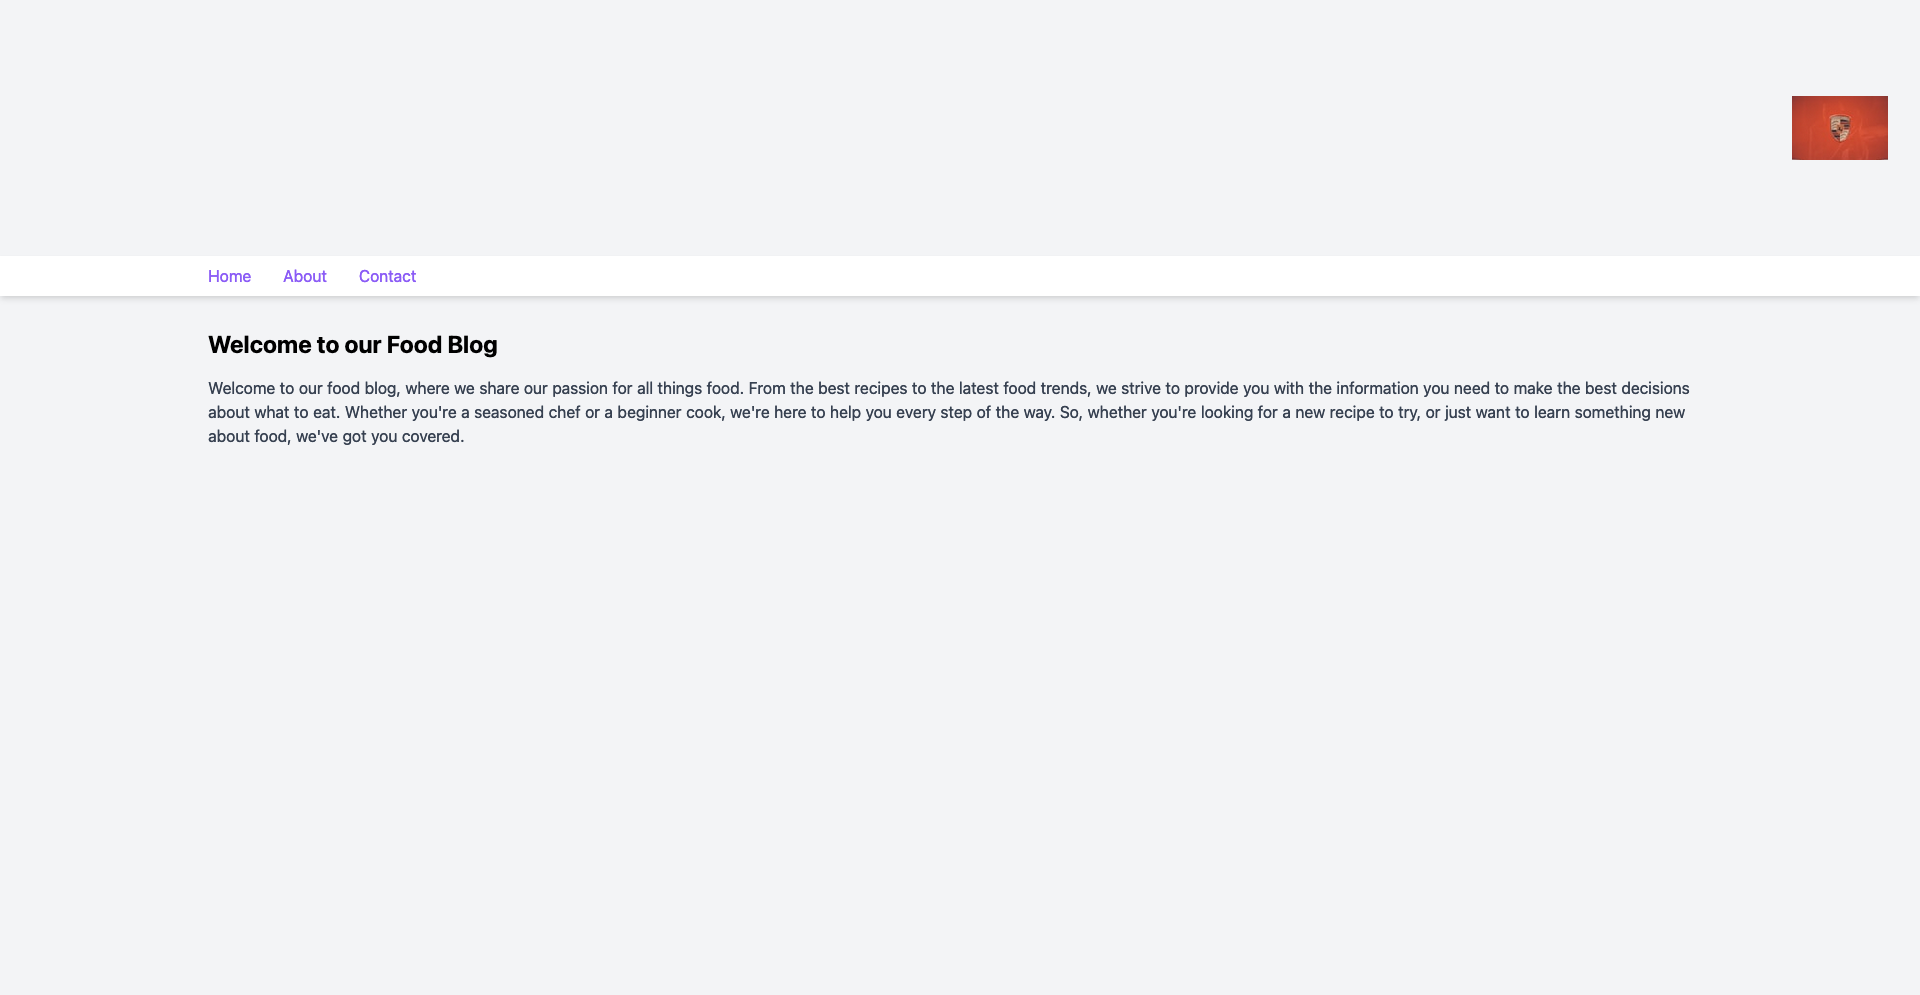 Home About Contact
Welcome to our Food Blog
Welcome to our food blog, where we share our passion for all things food. From the best recipes to the latest food trends, we strive to provide you with the information you need to make the best decisions
about what to eat. Whether you're a seasoned chef or a beginner cook, we're here to help you every step of the way. So, whether you're looking for a new recipe to try, or just want to learn something new
about food, we've got you covered.